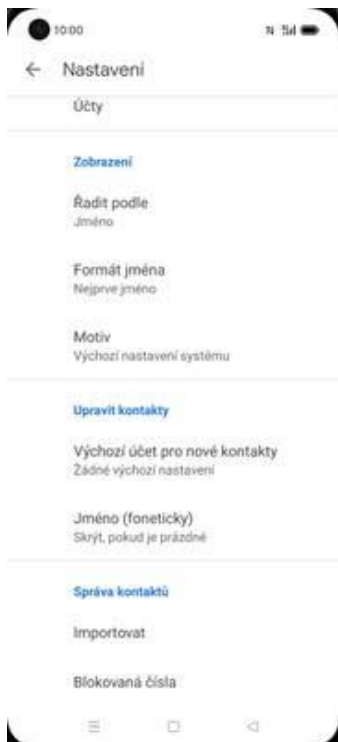 10:00
Nastavení
Účty
Zobrazení
Řadit podle
Jméno
Formát jména
Nejprve jméno
Motiv
Výchozí nastavení systému
Upravit kontakty
Výchozí účet pro nové kontakty
Žádné výchozí nastavení
Jméno (foneticky)
Skrýt, pokud je prázdné
Správa kontaktů
Importovat
Blokovaná čísla